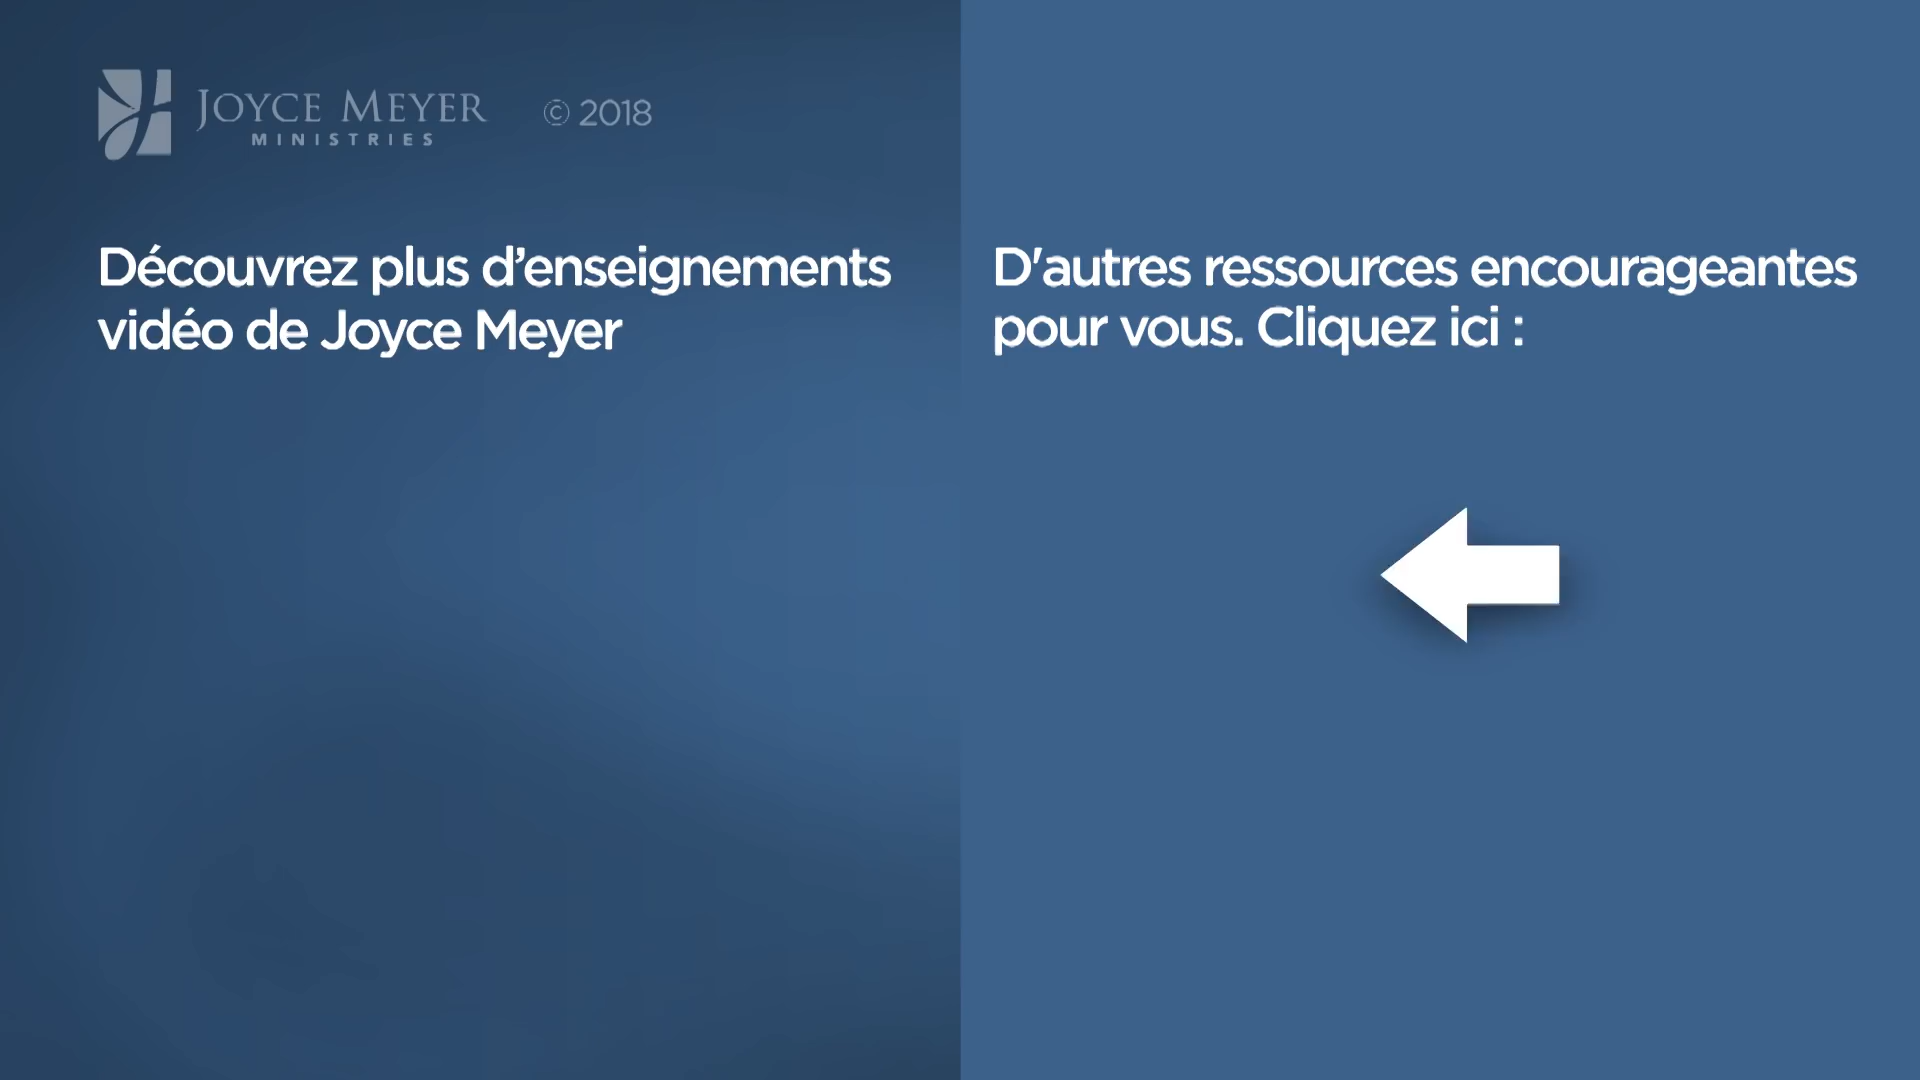 JOYCE MEYER
MINISTRIES
© 2018
Découvrez plus d’enseignements
vidéo de Joyce Meyer
D'autres ressources encourageantes
pour vous. Cliquez ici :